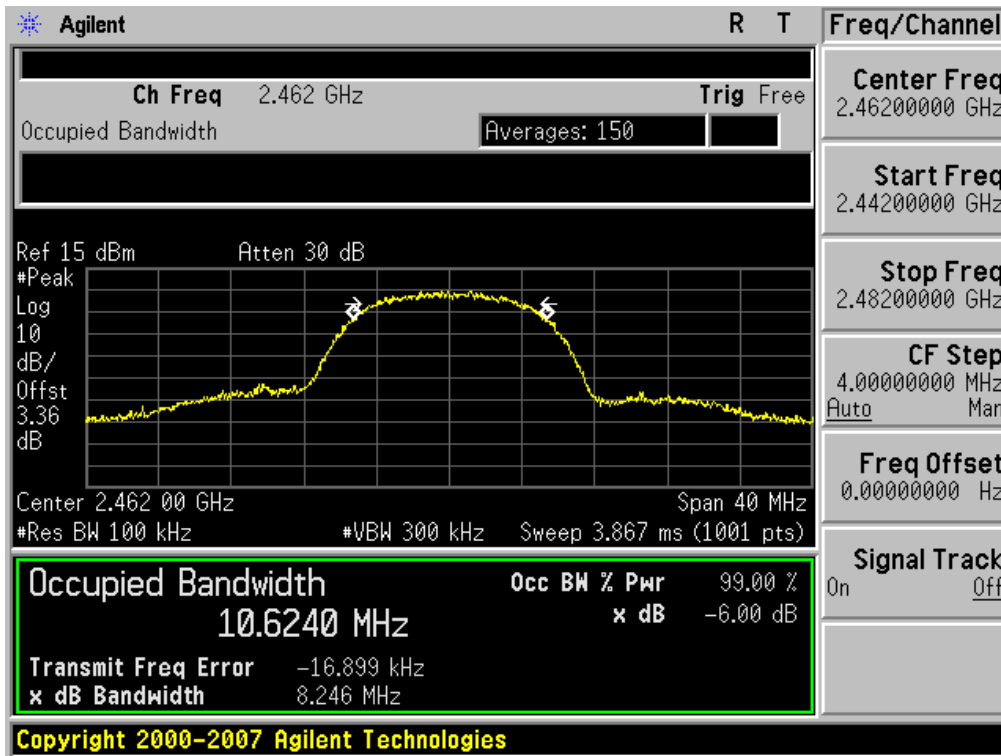 Agilent R T
Ch Freq 2.462 GHz Trig Free
Occupied Bandwidth Averages: 150
Ref 15 dBm Atten 30 dB
#Peak
Log
10
dB/
Offst
3.36
dB
Center 2.462 00 GHz Span 40 MHz
#Res BW 100 kHz #VBW 300 kHz Sweep 3.867 ms (1001 pts)
Occupied Bandwidth
10.6240 MHz
Occ BW % Pwr 99.00 %
x dB -6.00 dB
Transmit Freq Error -16.899 kHz
x dB Bandwidth 8.246 MHz
Copyright 2000-2007 Agilent Technologies
Freq/Channel
Center Freq
2.46200000 GHz
Start Freq
2.44200000 GHz
Stop Freq
2.48200000 GHz
CF Step
4.00000000 MHz
Auto Man
Freq Offset
0.00000000 Hz
Signal Track
On Off